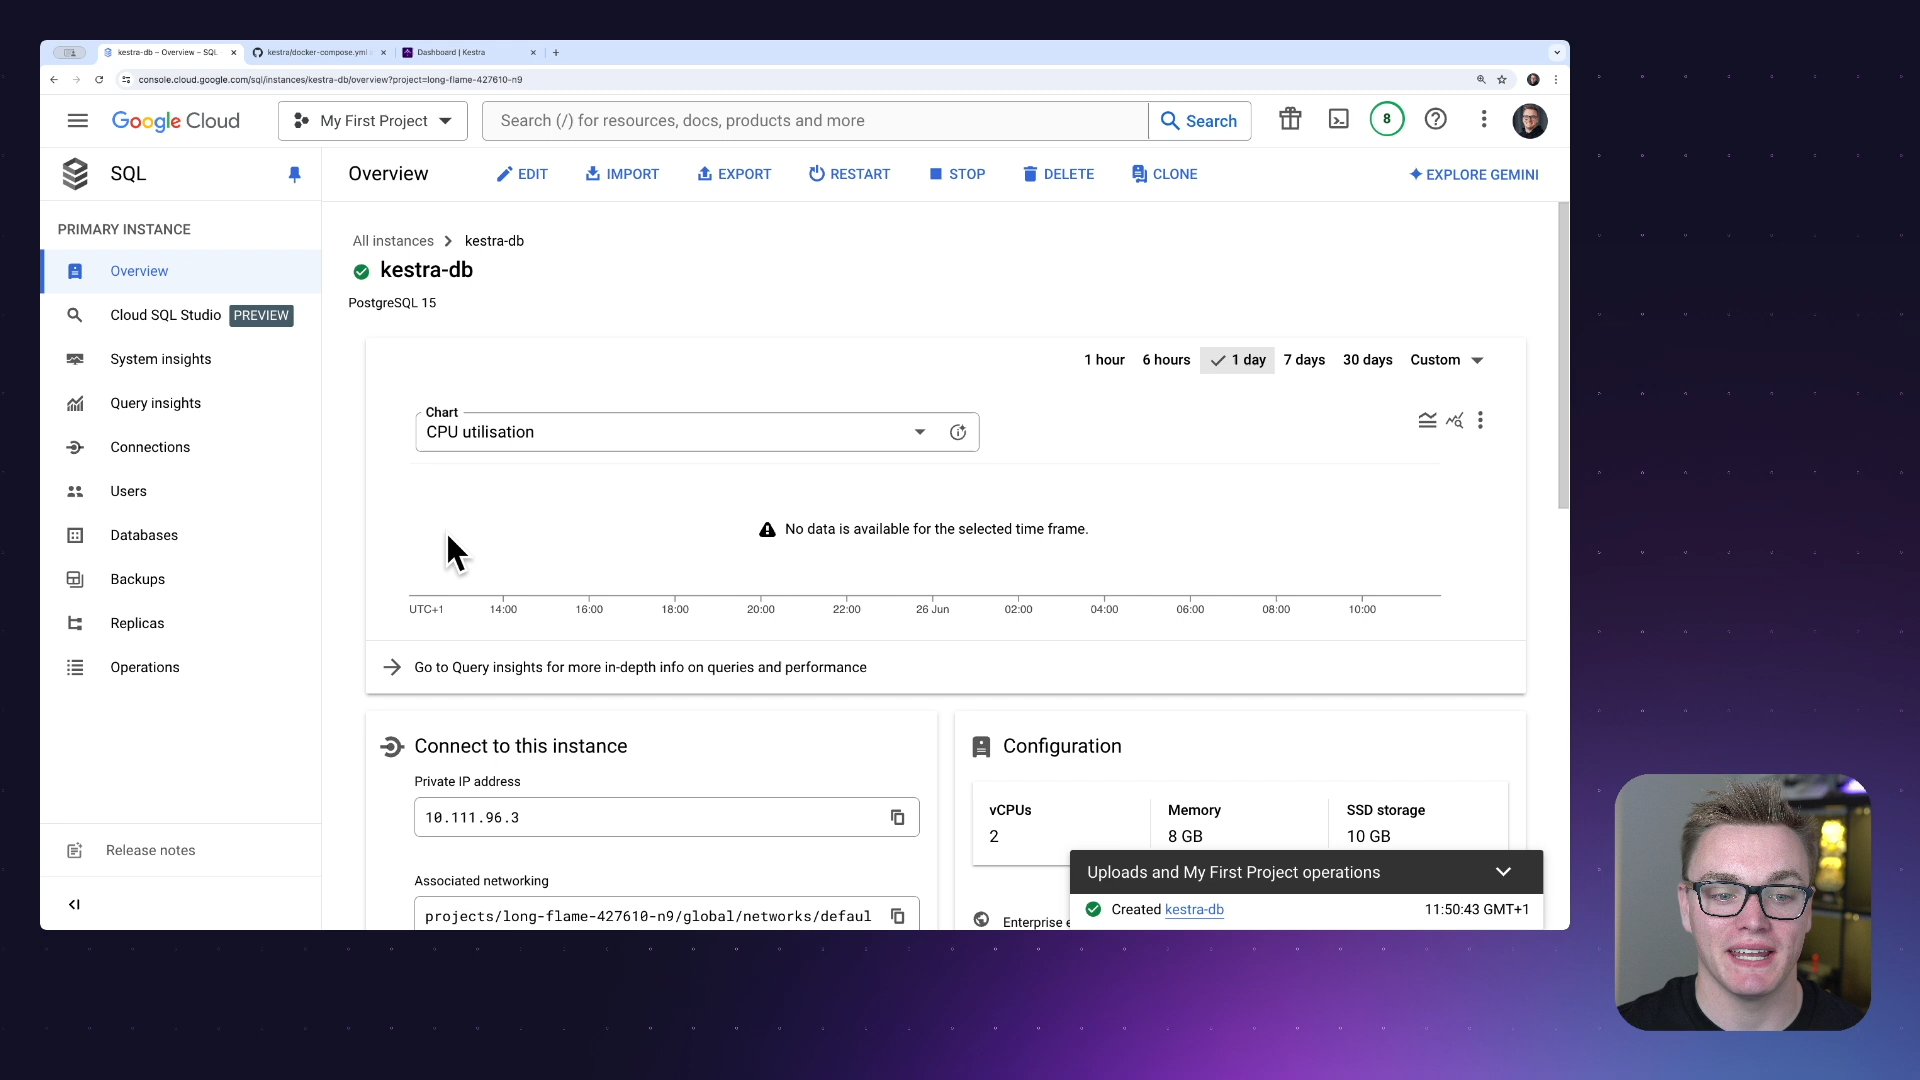 kestra-db – Overview – SQL
kestra/docker-compose.yml
Dashboard | Kestra
console.cloud.google.com/sql/instances/kestra-db/overview?project=long-flame-427610-n9
Google Cloud
My First Project
Search (/) for resources, docs, products and more
Search
8
SQL
Overview
EDIT
IMPORT
EXPORT
RESTART
STOP
DELETE
CLONE
EXPLORE GEMINI
PRIMARY INSTANCE
Overview
Cloud SQL Studio PREVIEW
System insights
Query insights
Connections
Users
Databases
Backups
Replicas
Operations
Release notes
All instances kestra-db
kestra-db
PostgreSQL 15
1 hour 6 hours 1 day 7 days 30 days Custom
Chart
CPU utilisation
No data is available for the selected time frame.
UTC+1 14:00 16:00 18:00 20:00 22:00 26 Jun 02:00 04:00 06:00 08:00 10:00
Go to Query insights for more in-depth info on queries and performance
Connect to this instance
Private IP address
10.111.96.3
Associated networking
projects/long-flame-427610-n9/global/networks/defaul
Configuration
vCPUs Memory SSD storage
2 8 GB 10 GB
Enterprise e
Uploads and My First Project operations
Created kestra-db 11:50:43 GMT+1